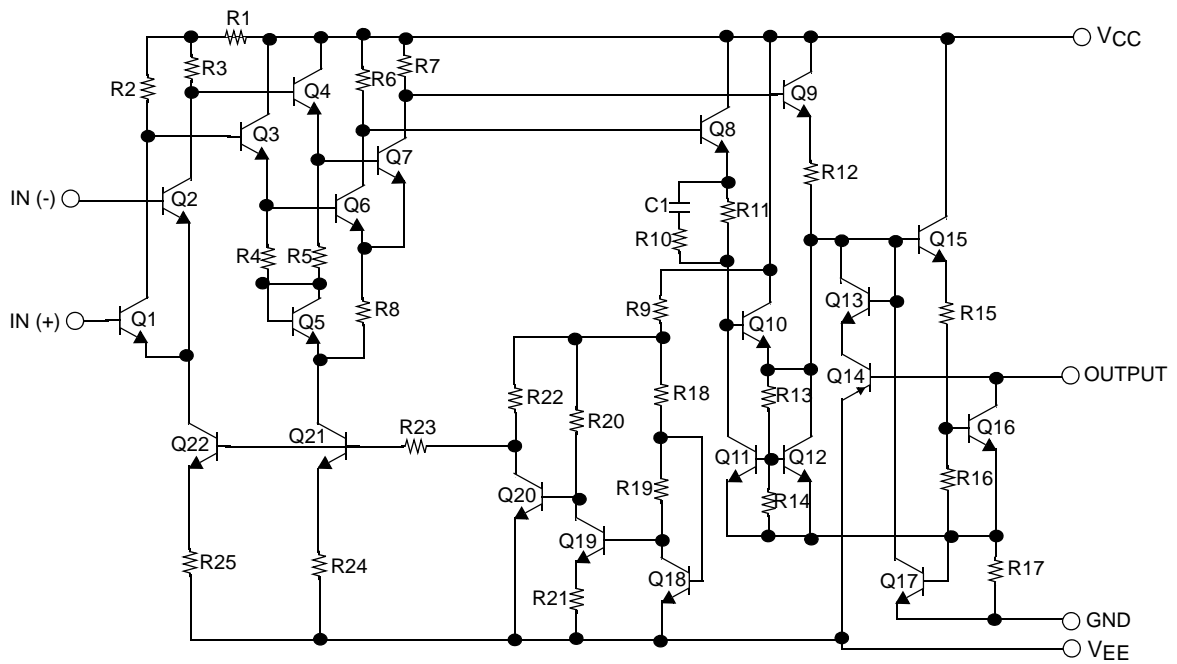 R1
VCC
R3
R6
R7
R2
Q4
Q9
Q3
Q8
Q7
R12
IN (-)
Q2
Q6
C1
R11
R10
Q15
R4
R5
Q13
R9
R8
R15
IN (+)
Q1
Q5
Q10
Q14
OUTPUT
R22
R18
R13
R20
R23
Q16
Q22
Q21
Q11
Q12
R16
R19
Q20
R14
Q19
R25
R24
Q18
Q17
R17
R21
GND
VEE